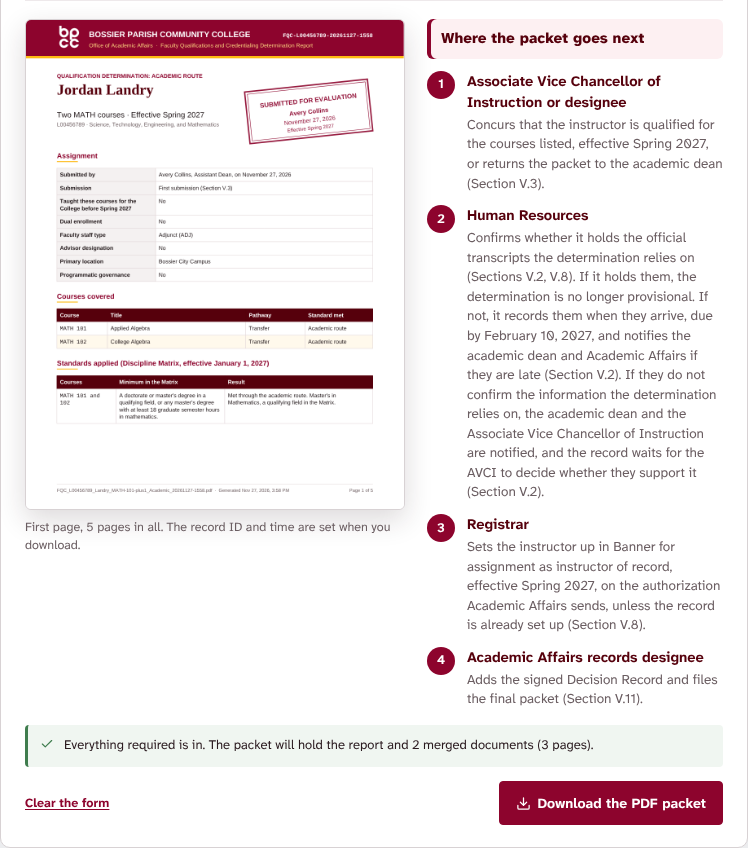 bpcc
BOSSIER PARISH COMMUNITY COLLEGE
FQC-L00456789-20261127-1558
Office of Academic Affairs · Faculty Qualifications and Credentialing Determination Report
QUALIFICATION DETERMINATION: ACADEMIC ROUTE
Jordan Landry
Two MATH courses · Effective Spring 2027
L00456789 · Science, Technology, Engineering, and Mathematics
SUBMITTED FOR EVALUATION
Avery Collins
November 27, 2026
Effective Spring 2027
Assignment
Submitted by Avery Collins, Assistant Dean, on November 27, 2026
Submission First submission (Section V.3)
Taught these courses for the No
College before Spring 2027
Dual enrollment No
Faculty staff type Adjunct (ADJ)
Advisor designation No
Primary location Bossier City Campus
Programmatic governance No
Courses covered
Course Title Pathway Standard met
MATH 101 Applied Algebra Transfer Academic route
MATH 102 College Algebra Transfer Academic route
Standards applied (Discipline Matrix, effective January 1, 2027)
Courses Minimum in the Matrix Result
MATH 101 and A doctorate or master's degree in a Met through the academic route. Master's in
102 qualifying field, or any master's degree Mathematics, a qualifying field in the Matrix.
with at least 18 graduate semester hours
in mathematics.
FQC_L00456789_Landry_MATH-101-plus1_Academic_20261127-1558.pdf · Generated Nov 27, 2026, 3:58 PM Page 1 of 5
First page, 5 pages in all. The record ID and time are set when you
download.
Where the packet goes next
1 Associate Vice Chancellor of
Instruction or designee
Concurs that the instructor is qualified for
the courses listed, effective Spring 2027,
or returns the packet to the academic dean
(Section V.3).
2 Human Resources
Confirms whether it holds the official
transcripts the determination relies on
(Sections V.2, V.8). If it holds them, the
determination is no longer provisional. If
not, it records them when they arrive, due
by February 10, 2027, and notifies the
academic dean and Academic Affairs if
they are late (Section V.2). If they do not
confirm the information the determination
relies on, the academic dean and the
Associate Vice Chancellor of Instruction
are notified, and the record waits for the
AVCI to decide whether they support it
(Section V.2).
3 Registrar
Sets the instructor up in Banner for
assignment as instructor of record,
effective Spring 2027, on the authorization
Academic Affairs sends, unless the record
is already set up (Section V.8).
4 Academic Affairs records designee
Adds the signed Decision Record and files
the final packet (Section V.11).
Everything required is in. The packet will hold the report and 2 merged documents (3 pages).
Clear the form
Download the PDF packet